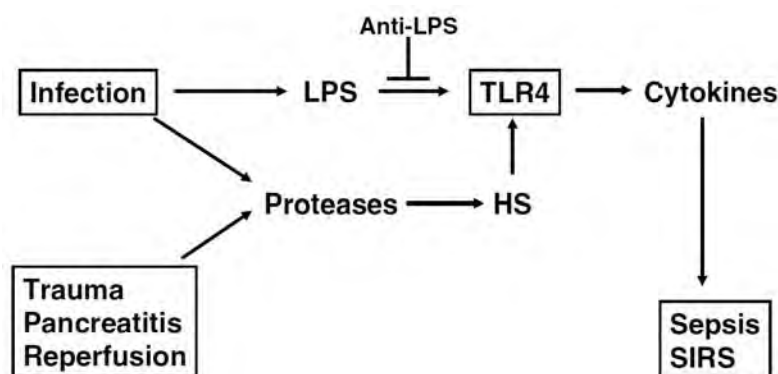 Anti-LPS
Infection
LPS
TLR4
Cytokines
Proteases
HS
Trauma
Pancreatitis
Reperfusion
Sepsis
SIRS